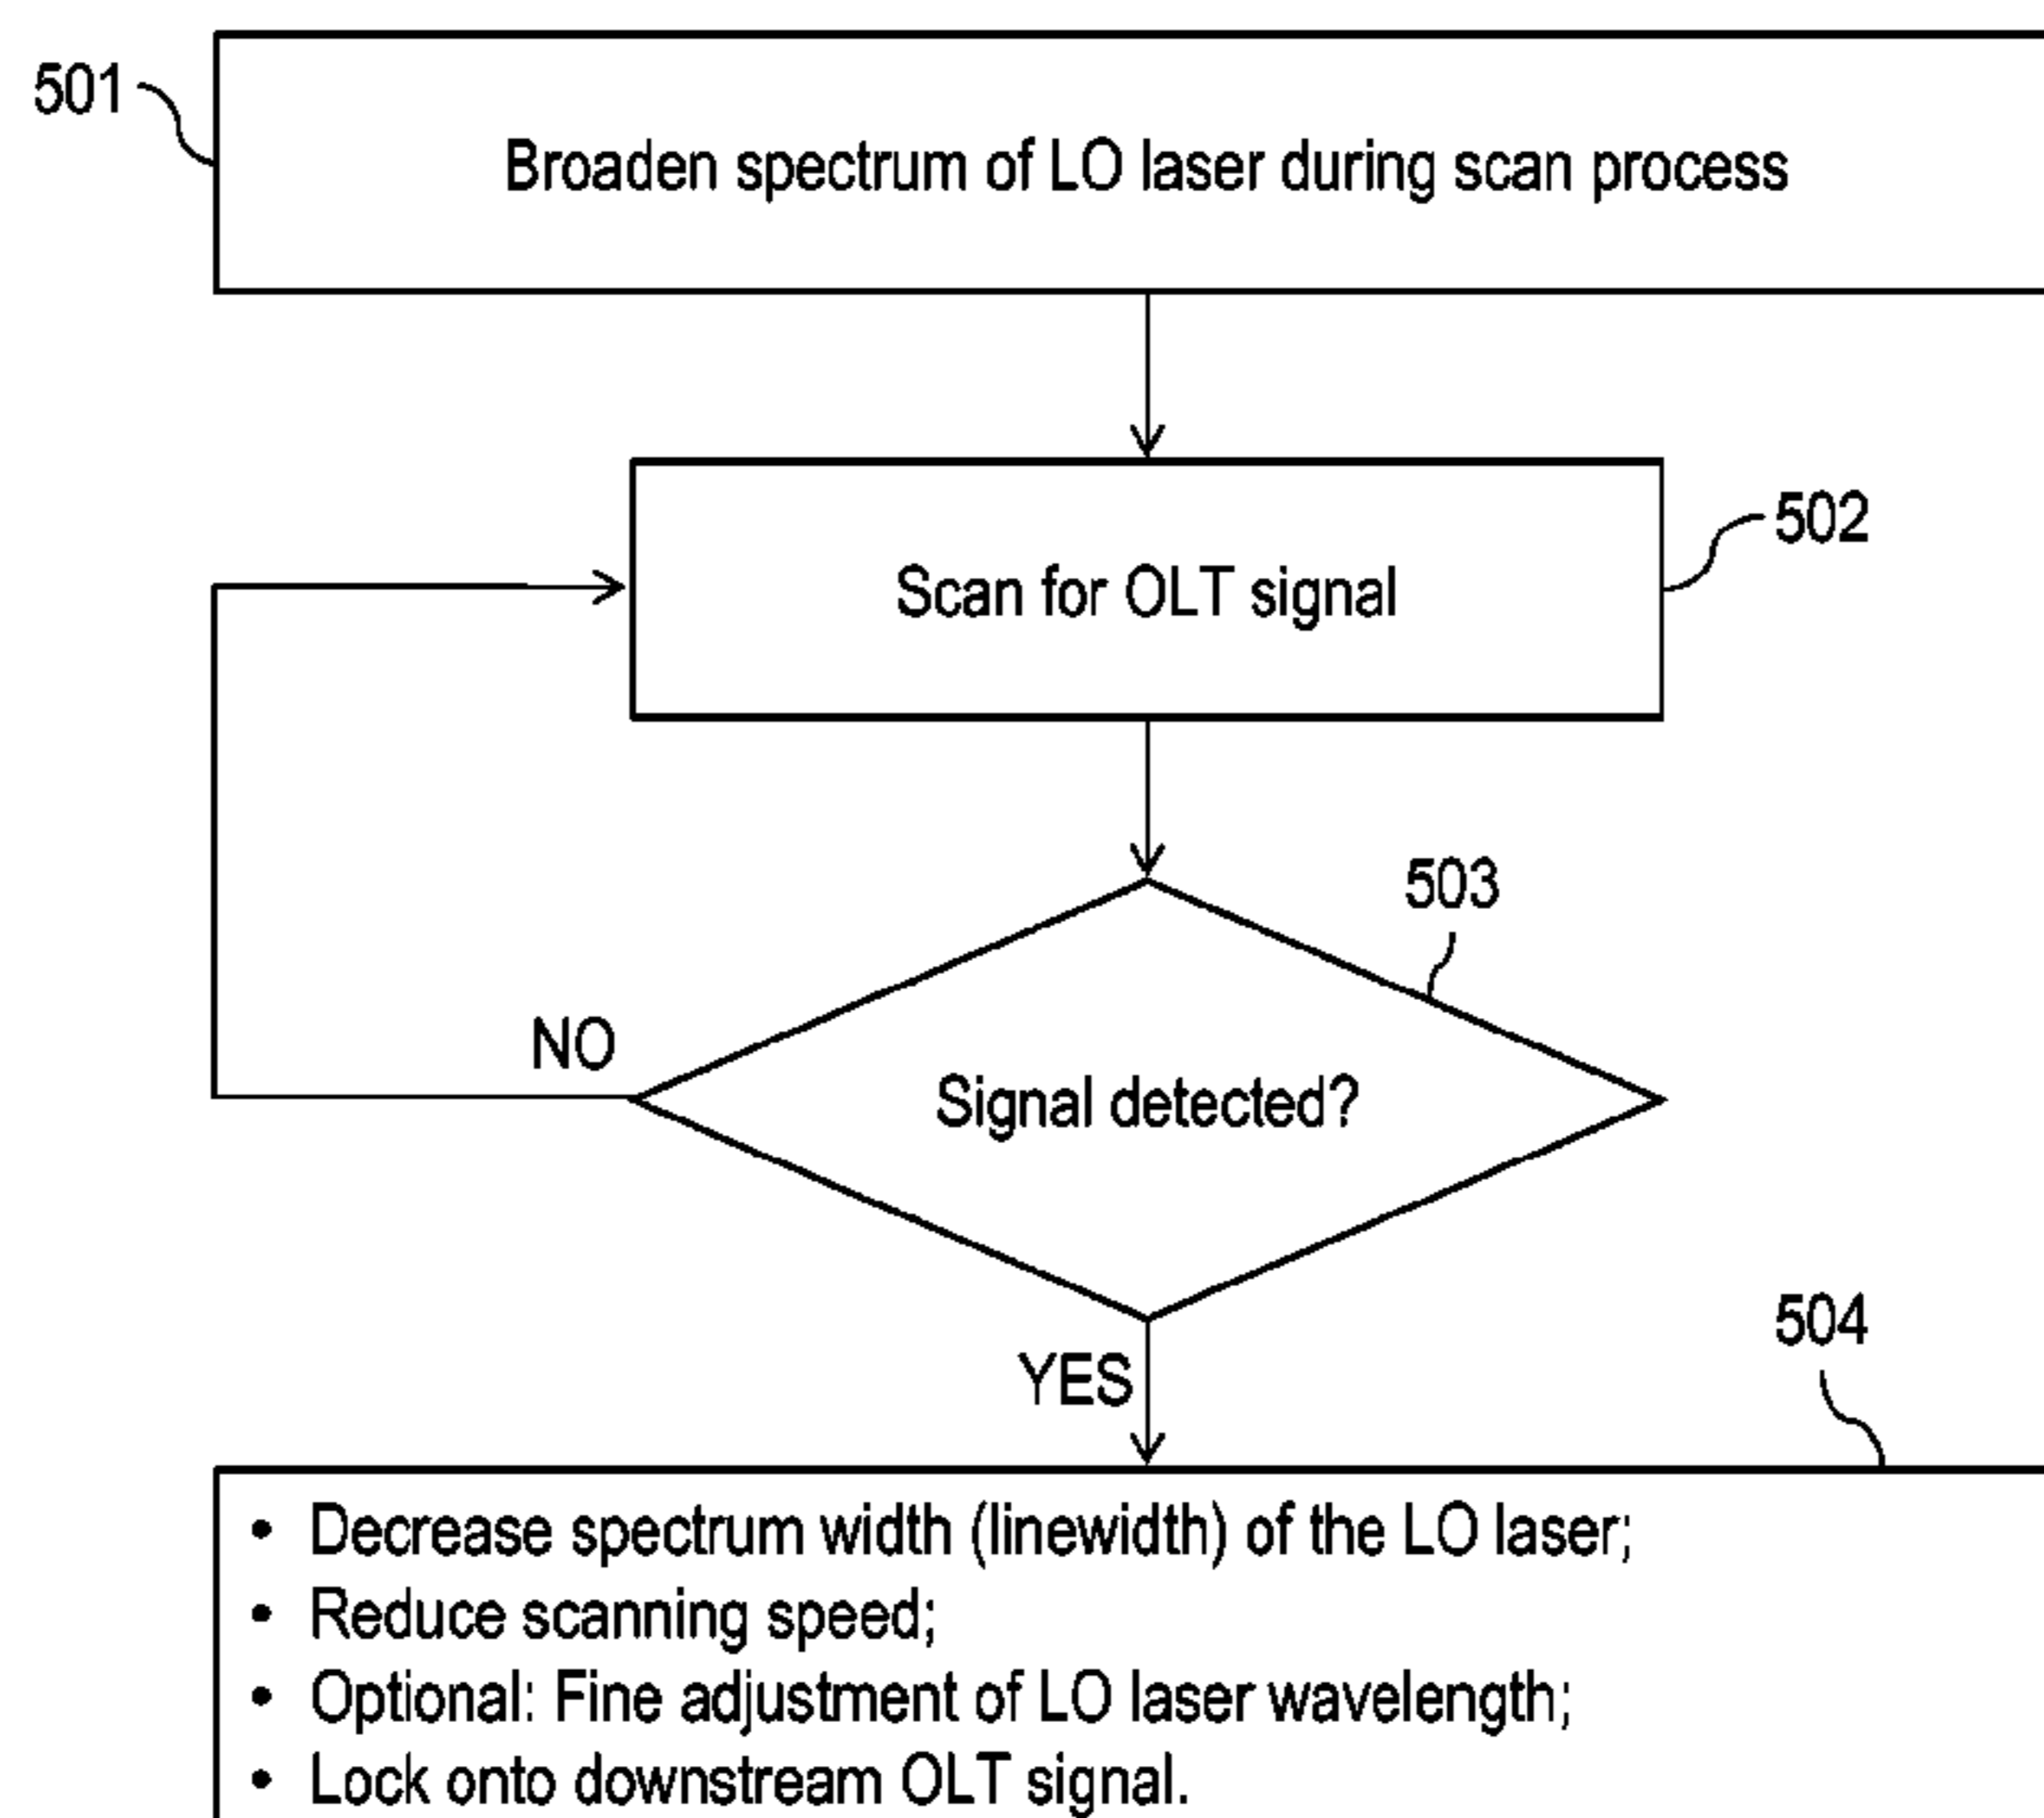 501
Broaden spectrum of LO laser during scan process
Scan for OLT signal
502
503
Signal detected?
NO
YES
504
• Decrease spectrum width (linewidth) of the LO laser;
• Reduce scanning speed;
• Optional: Fine adjustment of LO laser wavelength;
• Lock onto downstream OLT signal.